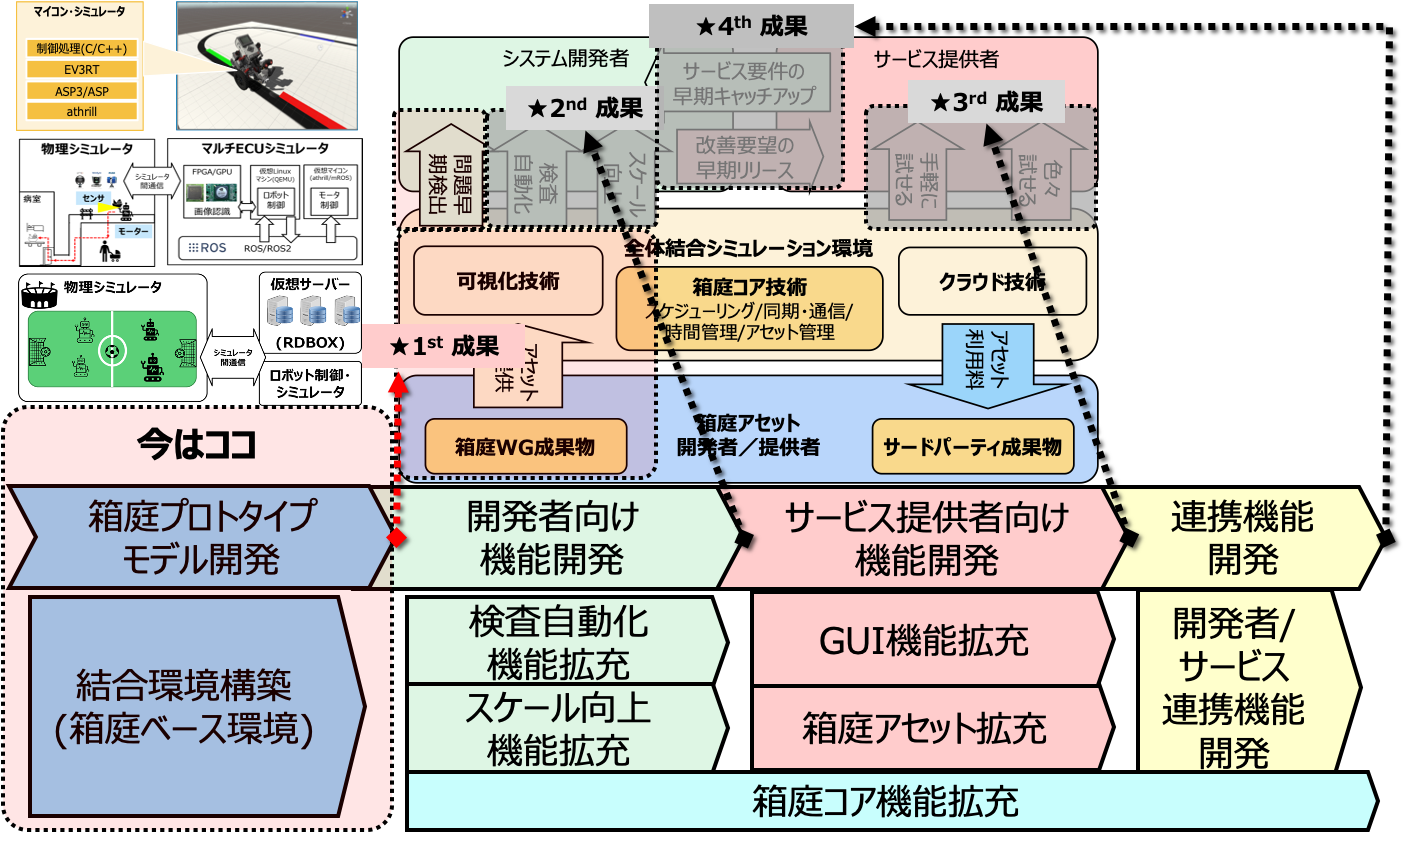 マイコン・シミュレータ
制御処理(C/C++)
EV3RT
ASP3/ASP
athrill
物理シミュレータ
病室
センサ
モーター
シミュレータ
間通信
マルチECUシミュレータ
FPGA/GPU
画像認識
仮想Linux
マシン(QEMU)
ロボット
制御
仮想マイコン
(athrill/mROS)
モータ
制御
ROS
ROS/ROS2
物理シミュレータ
シミュレータ
間通信
仮想サーバー
(RDBOX)
ロボット制御・
シミュレータ
★4th 成果
システム開発者
サービス提供者
サービス要件の
早期キャッチアップ
改善要望の
早期リリース
★2nd 成果
★3rd 成果
問題早
期検出
検査
自動化
スケール
向上
手軽に
試せる
色々
試せる
全体結合シミュレーション環境
可視化技術
箱庭コア技術
スケジューリング/同期・通信/
時間管理/アセット管理
クラウド技術
★1st 成果
アセット
提供
アセット
利用料
箱庭WG成果物
箱庭アセット
開発者／提供者
サードパーティ成果物
今はココ
箱庭プロトタイプ
モデル開発
開発者向け
機能開発
サービス提供者向け
機能開発
連携機能
開発
結合環境構築
(箱庭ベース環境)
検査自動化
機能拡充
スケール向上
機能拡充
GUI機能拡充
箱庭アセット拡充
開発者/
サービス
連携機能
開発
箱庭コア機能拡充